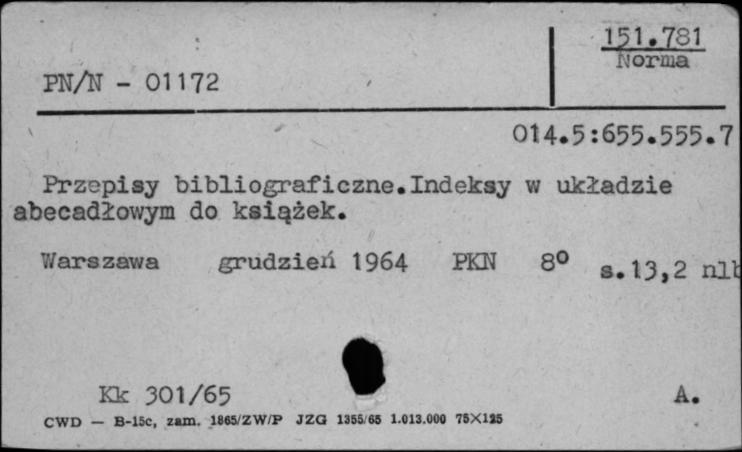 151.781
Norma
PN/N - 01172
014.5:655.555.7
Przepisy bibliograficzne.Indeksy w układzie
abecadłowym do książek.
Warszawa grudzień 1964 PKN 8º s.13,2 nlb
Kk 301/65 A.
CWD — B-15c, zam. 1865/ZW/P JZG 1355/65 1.013.000 75X125